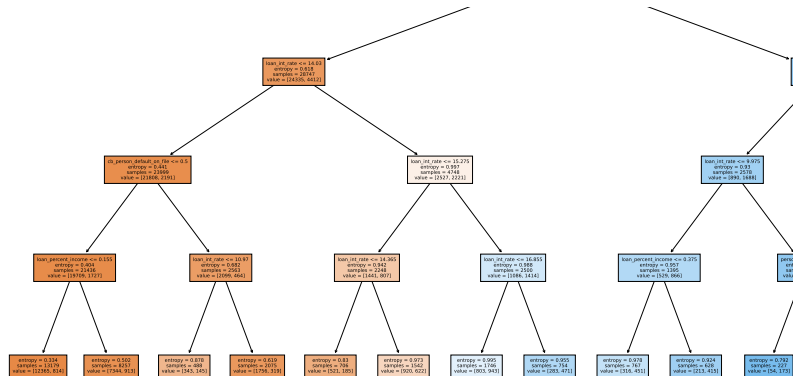 loan_int_rate <= 14.03
entropy = 0.618
samples = 28747
value = [24335, 4412]
cb_person_default_on_file <= 0.5
entropy = 0.441
samples = 23999
value = [21808, 2191]
loan_int_rate <= 15.275
entropy = 0.997
samples = 4748
value = [2527, 2221]
loan_int_rate <= 9.975
entropy = 0.93
samples = 2578
value = [890, 1688]
loan_percent_income <= 0.155
entropy = 0.404
samples = 21436
value = [19709, 1727]
loan_int_rate <= 10.97
entropy = 0.682
samples = 2563
value = [2099, 464]
loan_int_rate <= 14.365
entropy = 0.942
samples = 2248
value = [1441, 807]
loan_int_rate <= 16.855
entropy = 0.988
samples = 2500
value = [1086, 1414]
loan_percent_income <= 0.375
entropy = 0.957
samples = 1395
value = [529, 866]
entropy = 0.334
samples = 13179
value = [12365, 814]
entropy = 0.502
samples = 8257
value = [7344, 913]
entropy = 0.878
samples = 488
value = [343, 145]
entropy = 0.619
samples = 2075
value = [1756, 319]
entropy = 0.83
samples = 706
value = [521, 185]
entropy = 0.973
samples = 1542
value = [920, 622]
entropy = 0.995
samples = 1746
value = [803, 943]
entropy = 0.955
samples = 754
value = [283, 471]
entropy = 0.978
samples = 767
value = [316, 451]
entropy = 0.924
samples = 628
value = [213, 415]
entropy = 0.792
samples = 227
value = [54, 173]